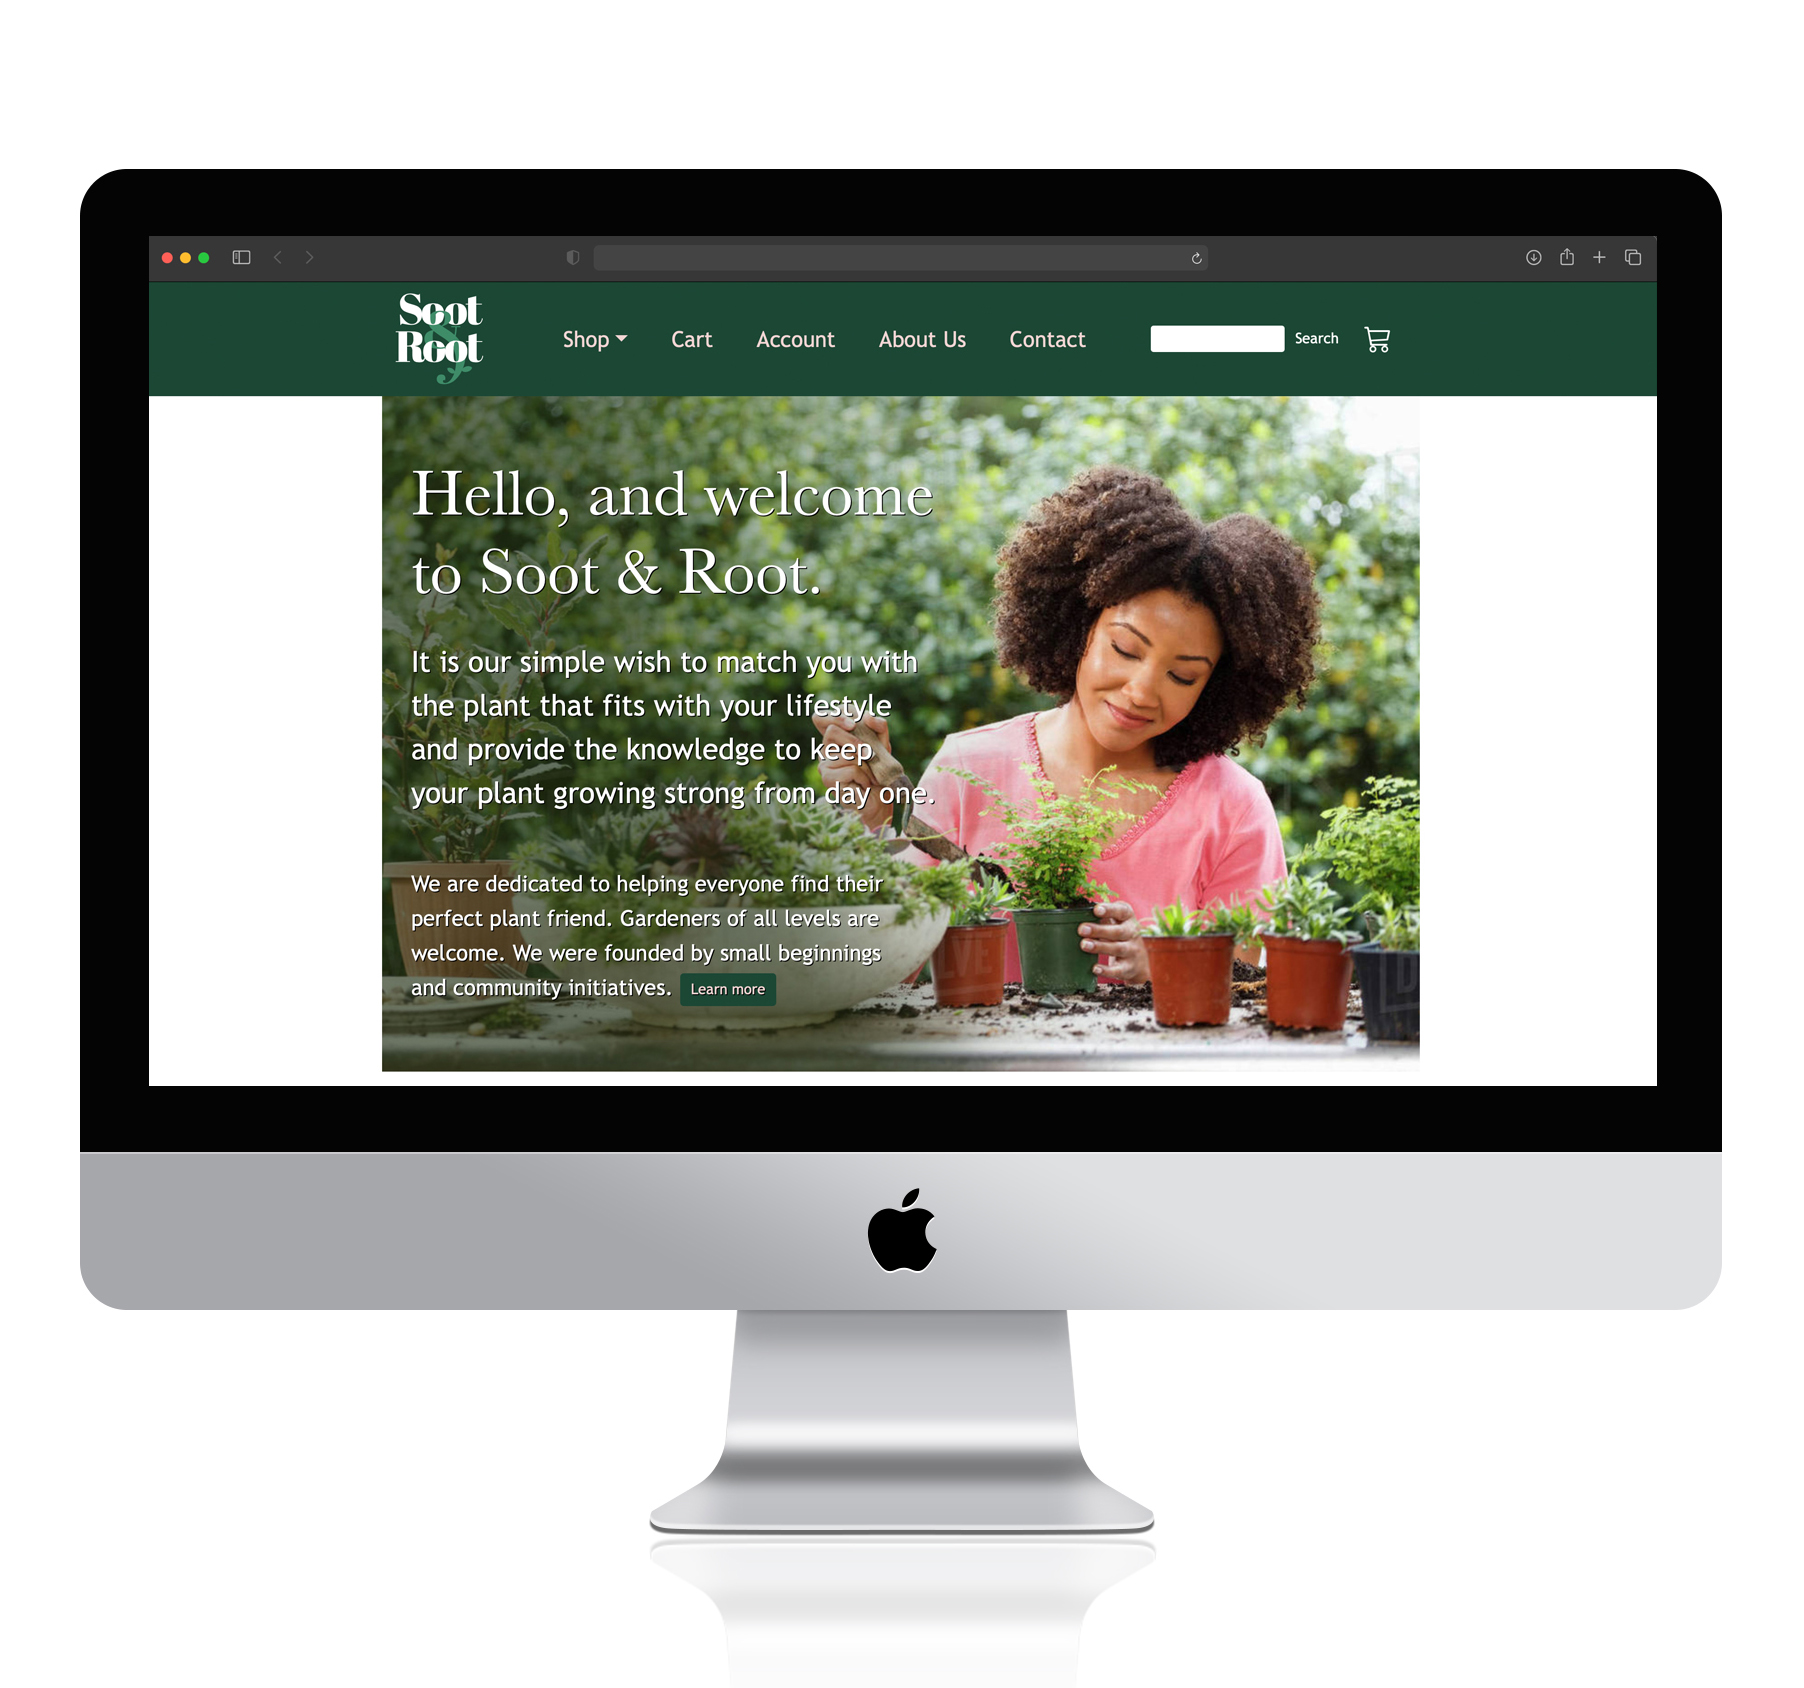 Soot
&
Root
Shop
Cart
Account
About Us
Contact
Search
Hello, and welcome
to Soot & Root.
It is our simple wish to match you with
the plant that fits with your lifestyle
and provide the knowledge to keep
your plant growing strong from day one.
We are dedicated to helping everyone find their
perfect plant friend. Gardeners of all levels are
welcome. We were founded by small beginnings
and community initiatives. Learn more